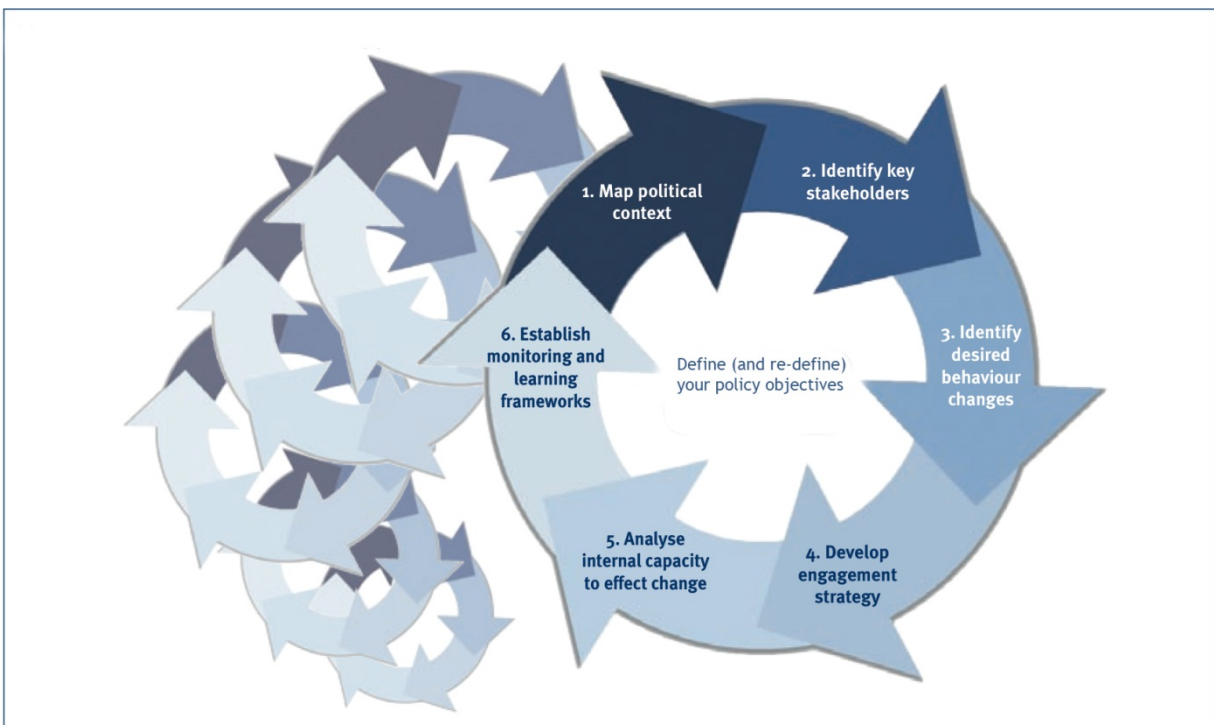 1. Map political
context
2. Identify key
stakeholders
3. Identify
desired
behaviour
changes
4. Develop
engagement
strategy
5. Analyse
internal capacity
to effect change
6. Establish
monitoring and
learning
frameworks
Define (and re-define)
your policy objectives